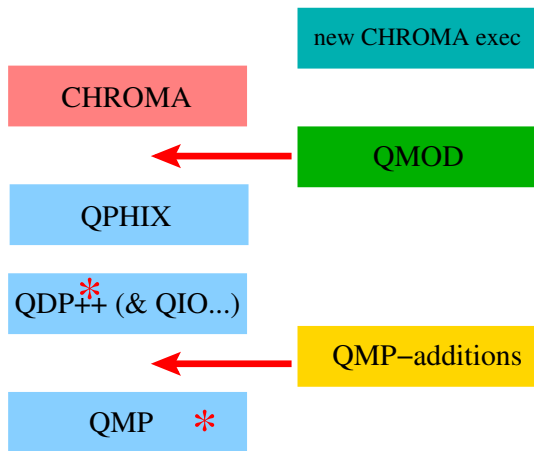 new CHROMA exec
CHROMA
QMOD
QPHIX
QDP++ (& QIO...)
*
QMP−additions
QMP *